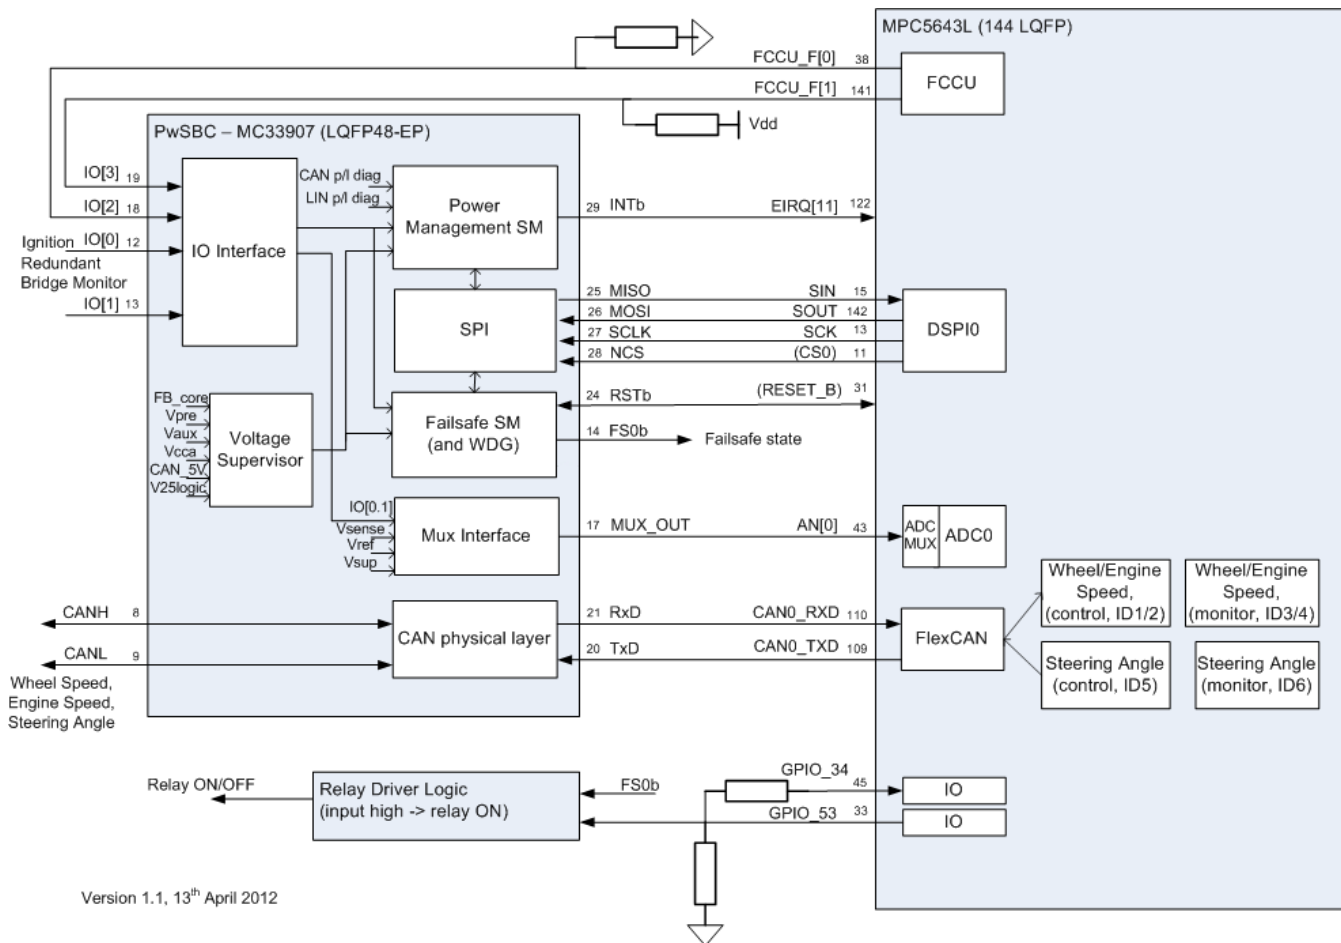 MPC5643L (144 LQFP)
FCCU_F[0] 38
FCCU
FCCU_F[1] 141
Vdd
PwSBC – MC33907 (LQFP48-EP)
IO[3] 19
IO[2] 18
IO[0] 12
Ignition
Redundant
Bridge Monitor
IO[1] 13
IO Interface
CAN p/l diag
LIN p/l diag
Power
Management SM
29 INTb
EIRQ[11] 122
SPI
25 MISO
SIN 15
26 MOSI
SOUT 142
27 SCLK
SCK 13
28 NCS
(CS0) 11
DSPI0
FB_core
Vpre
Vaux
Vcca
CAN_5V
V25logic
Voltage
Supervisor
Failsafe SM
(and WDG)
24 RSTb
(RESET_B) 31
14 FS0b
Failsafe state
IO[0.1]
Vsense
Vref
Vsup
Mux Interface
17 MUX_OUT
AN[0] 43
ADC
MUX
ADC0
CANH 8
CANL 9
Wheel Speed,
Engine Speed,
Steering Angle
CAN physical layer
21 RxD
CAN0_RXD 110
20 TxD
CAN0_TXD 109
FlexCAN
Wheel/Engine
Speed,
(control, ID1/2)
Wheel/Engine
Speed,
(monitor, ID3/4)
Steering Angle
(control, ID5)
Steering Angle
(monitor, ID6)
Relay ON/OFF
Relay Driver Logic
(input high -> relay ON)
FS0b
GPIO_34
45
IO
GPIO_53 33
IO
Version 1.1, 13th April 2012